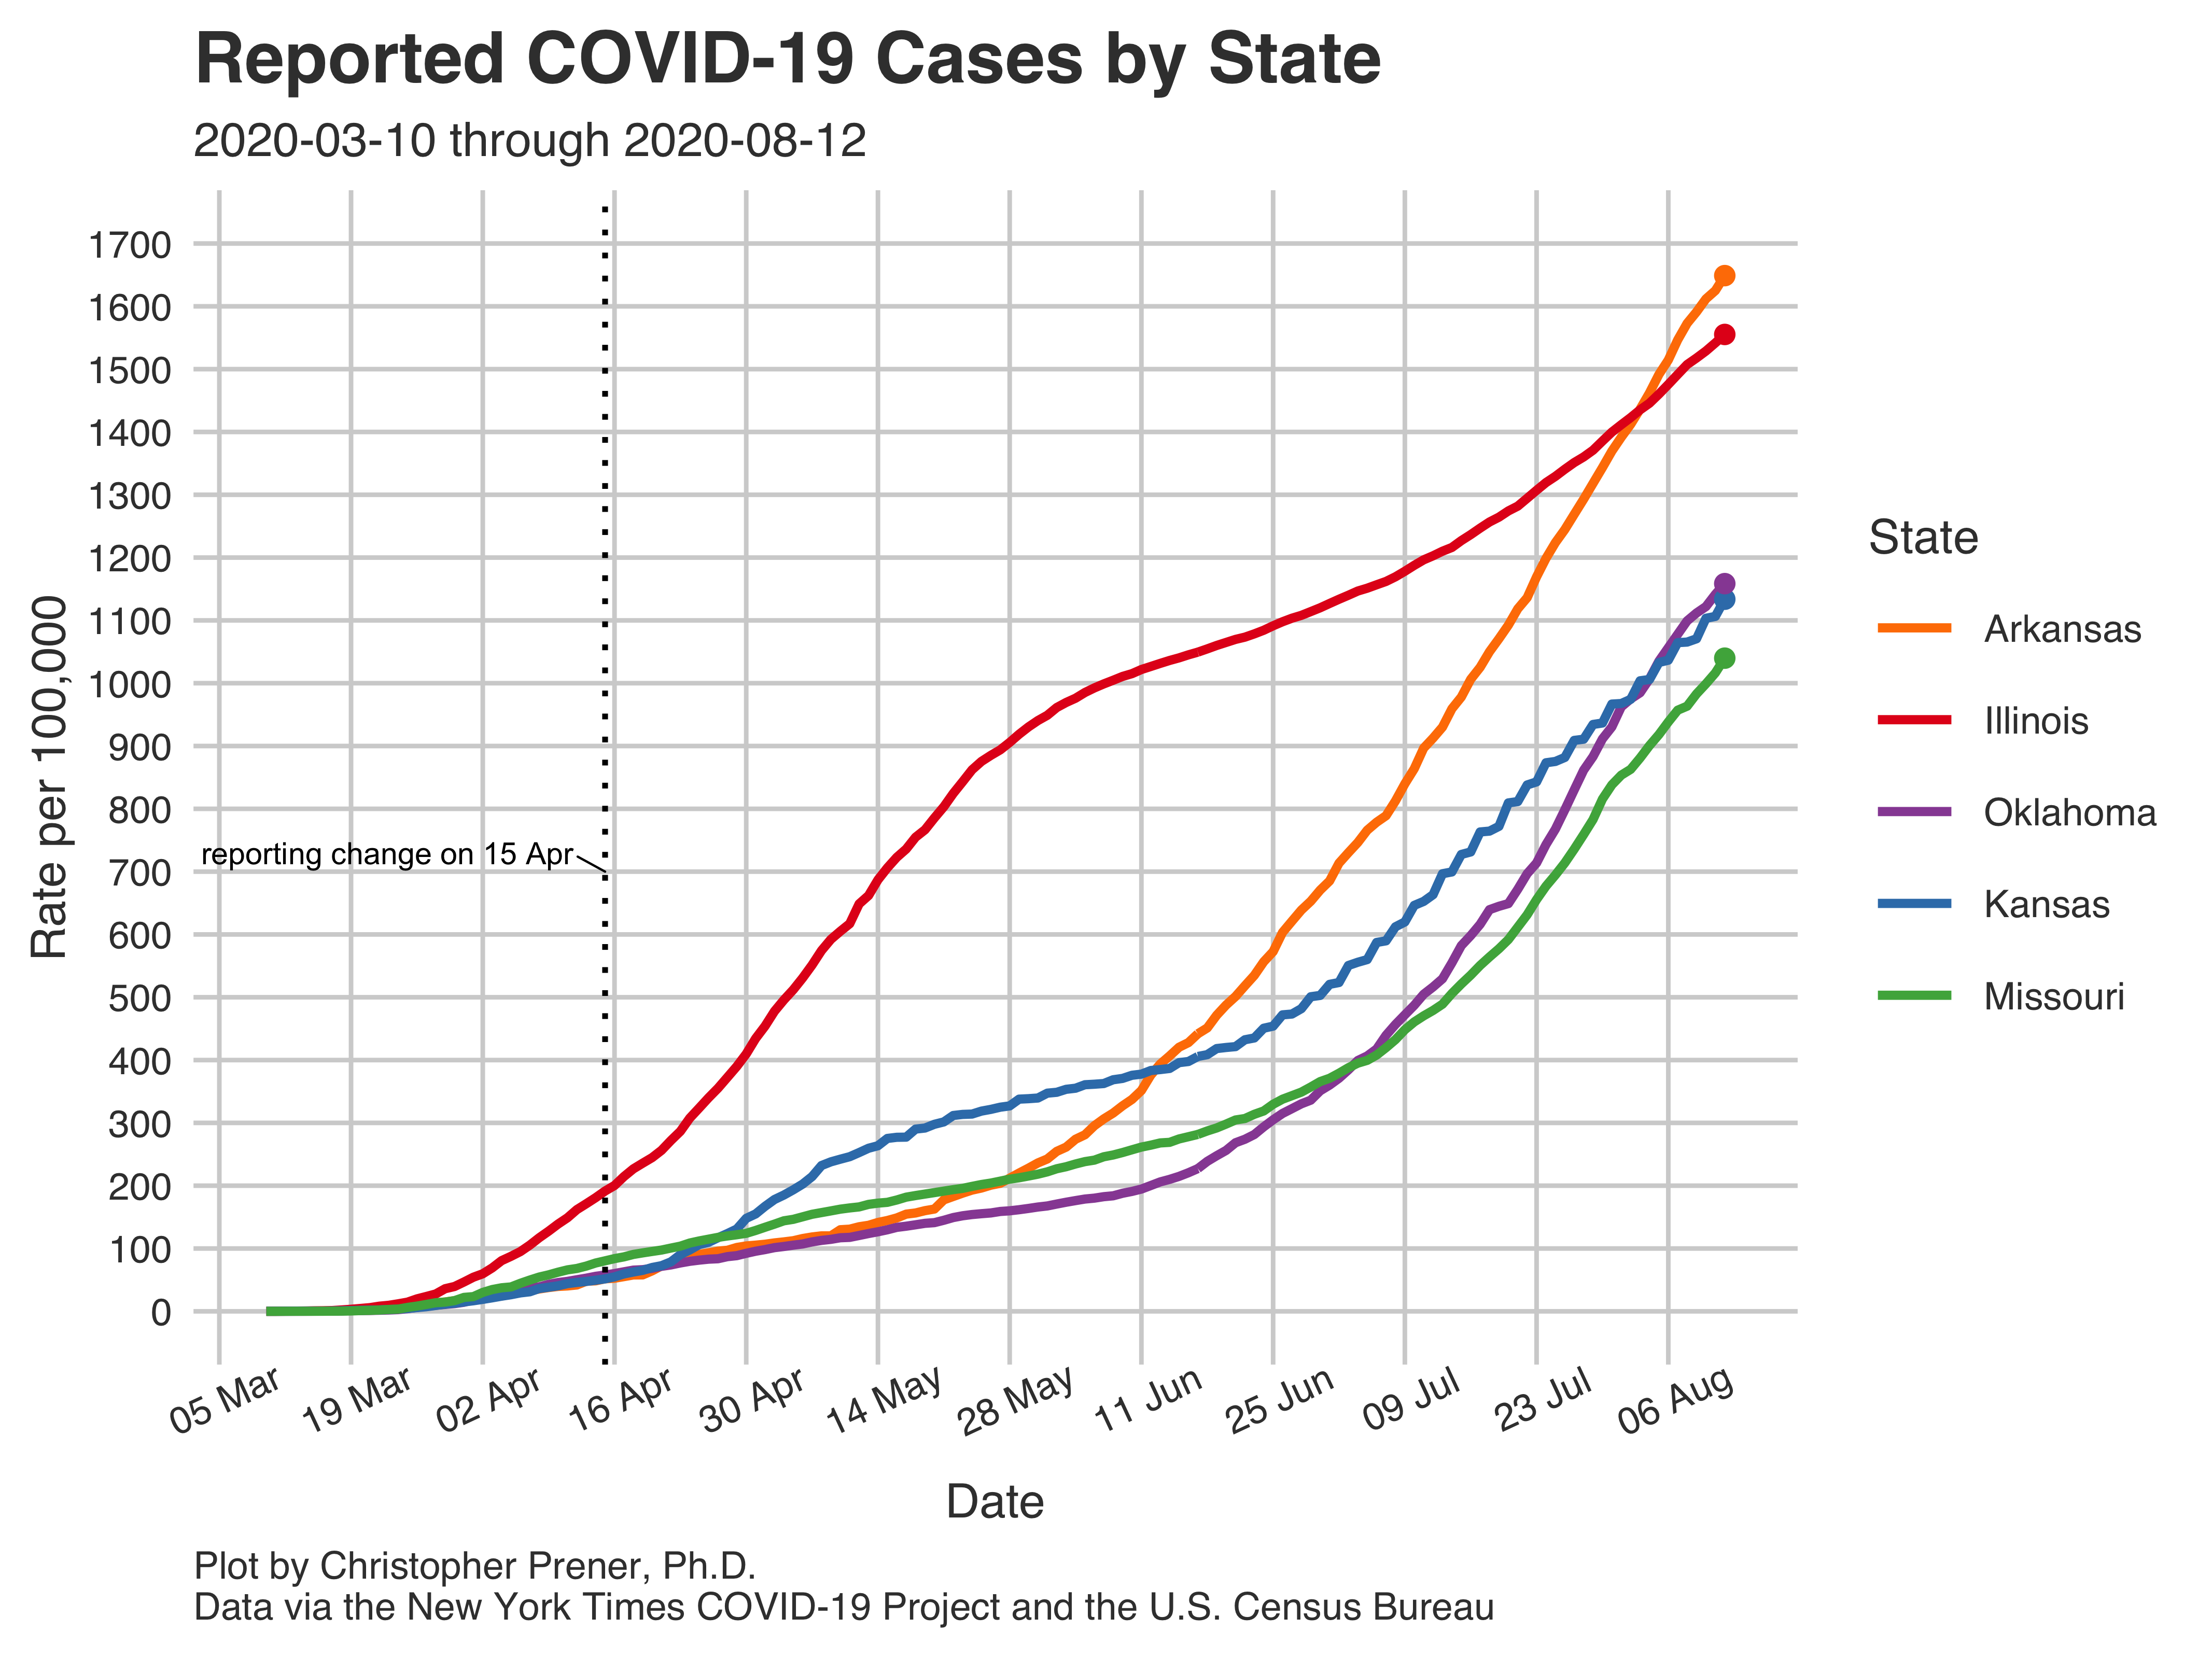 Reported COVID-19 Cases by State
2020-03-10 through 2020-08-12
1700
1600
1500
1400
1300
1200
1100
1000
900
800
700
600
500
400
300
200
100
0
Rate per 100,000
reporting change on 15 Apr
05 Mar
19 Mar
02 Apr
16 Apr
30 Apr
14 May
28 May
11 Jun
25 Jun
09 Jul
23 Jul
06 Aug
Date
State
Arkansas
Illinois
Oklahoma
Kansas
Missouri
Plot by Christopher Prener, Ph.D.
Data via the New York Times COVID-19 Project and the U.S. Census Bureau